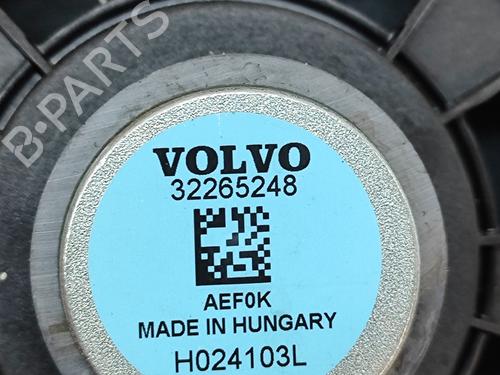 B-PARTS
VOLVO
32265248
AEF0K
MADE IN HUNGARY
H024103L